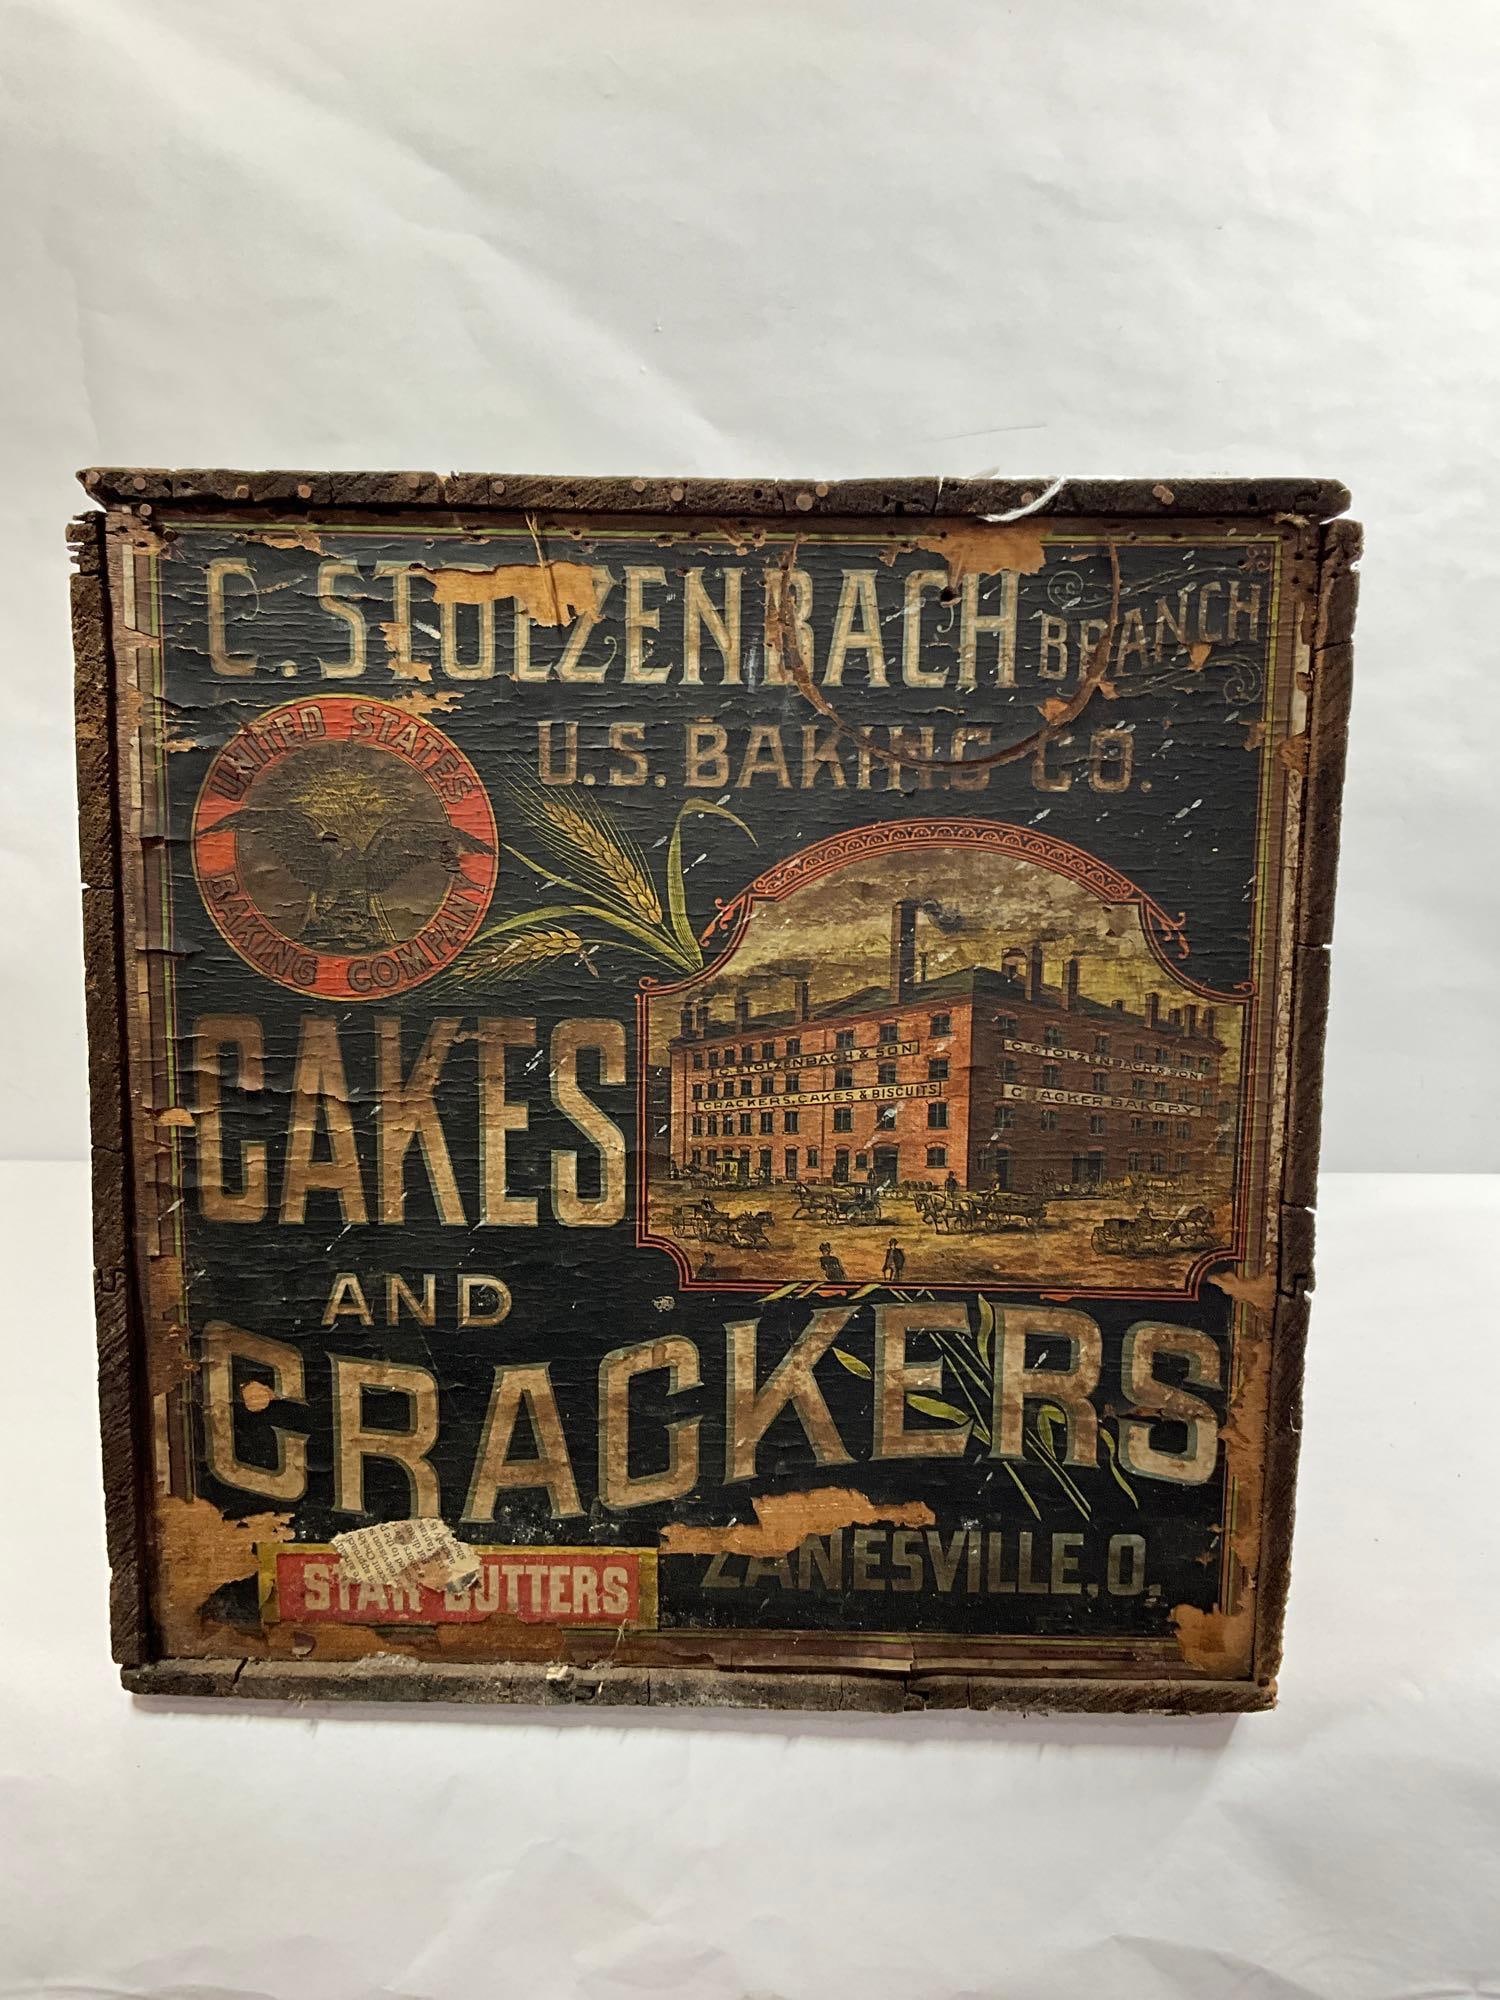 C. STOLZENBACH BRANCH
U.S. BAKING CO.
UNITED STATES
BAKING COMPANY
C. STOLZENBACH & SON
CRACKERS, CAKES & BISCUITS
C. STOLZENBACH & SON
C ACKER BAKERY
CAKES
AND
CRACKERS
STAR BUTTERS
ZANESVILLE, O.